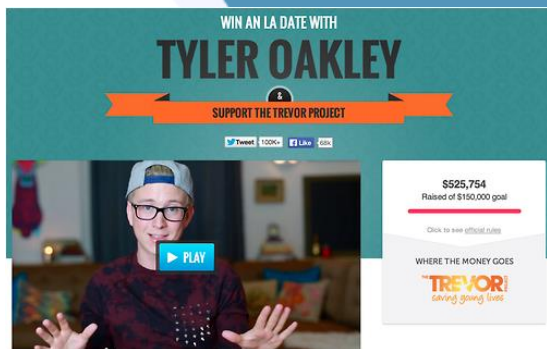 WIN AN LA DATE WITH
TYLER OAKLEY
&
SUPPORT THE TREVOR PROJECT
Tweet 100K+ Like 68k
$525,754
Raised of $150,000 goal
Click to see official rules
PLAY
WHERE THE MONEY GOES
THE TREVOR PROJECT
saving young lives